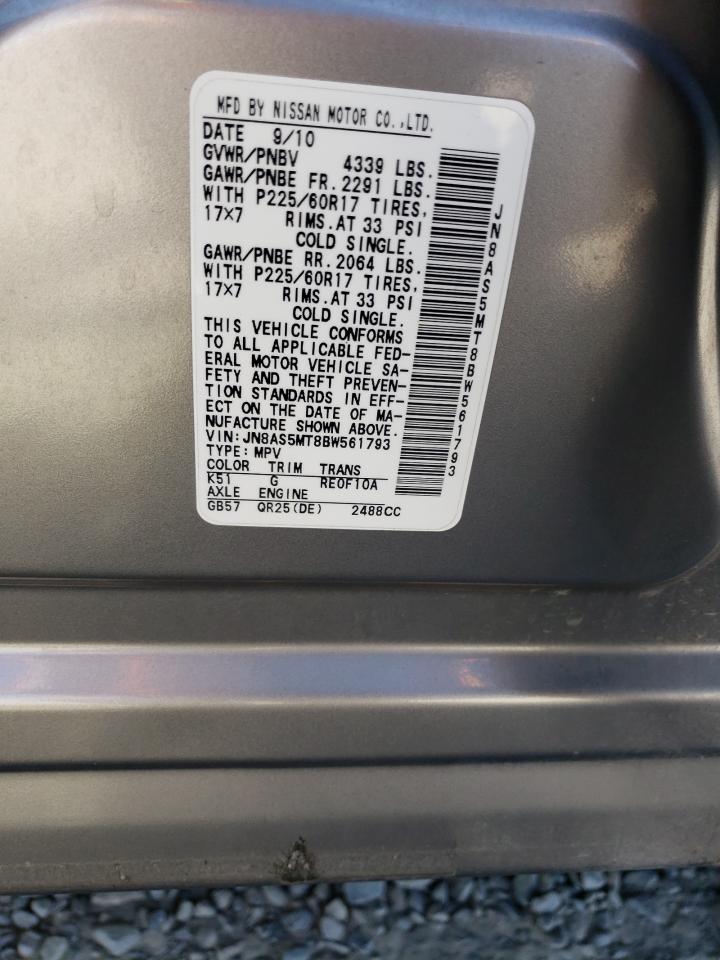 MFD BY NISSAN MOTOR CO.,LTD.
DATE 9/10
GVWR/PNBV 4339 LBS.
GAWR/PNBE FR.2291 LBS.
WITH P225/60R17 TIRES,
17×7 RIMS.AT 33 PSI
COLD SINGLE.
GAWR/PNBE RR.2064 LBS.
WITH P225/60R17 TIRES,
17×7 RIMS.AT 33 PSI
COLD SINGLE.
THIS VEHICLE CONFORMS
TO ALL APPLICABLE FED-
ERAL MOTOR VEHICLE SA-
FETY AND THEFT PREVEN-
TION STANDARDS IN EFF-
ECT ON THE DATE OF MA-
NUFACTURE SHOWN ABOVE.
VIN:JN8AS5MT8BW561793
TYPE:MPV
COLOR TRIM TRANS
K51 G RE0F10A
AXLE ENGINE
GB57 QR25(DE) 2488CC
JN8AS5MT8BW561793